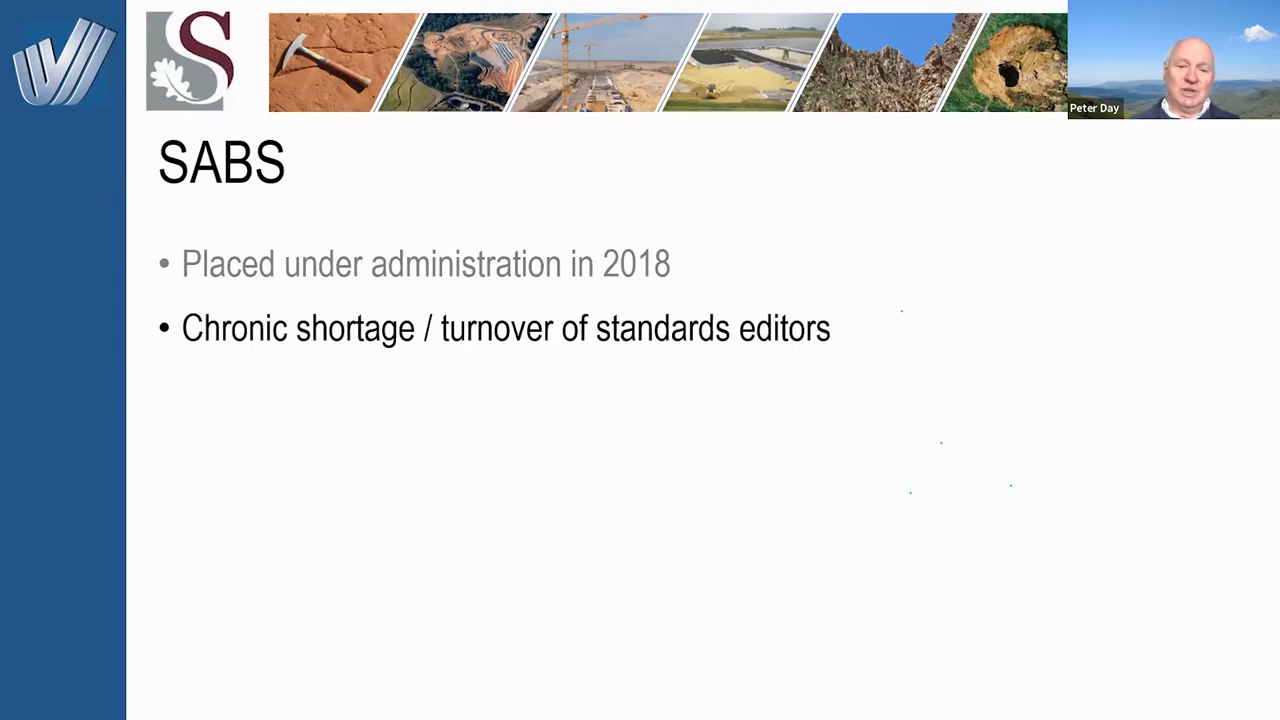 S
Peter Day
SABS
• Placed under administration in 2018
• Chronic shortage / turnover of standards editors